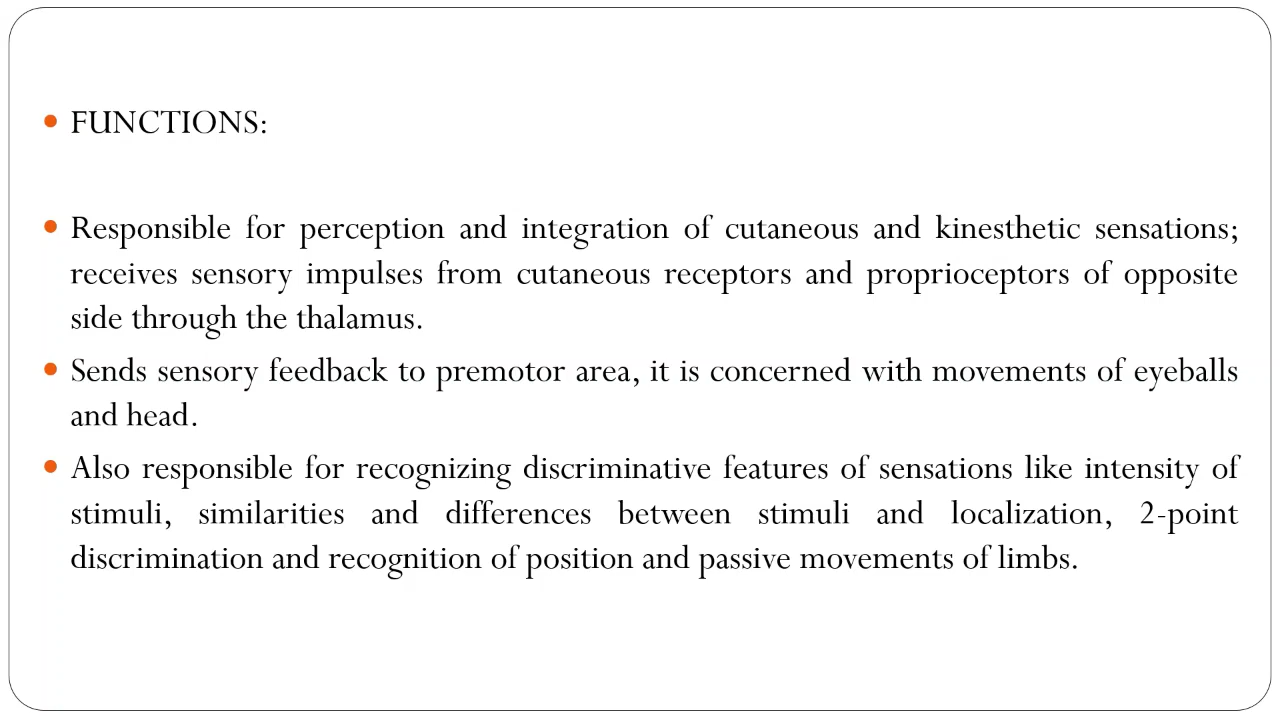 • FUNCTIONS:
• Responsible for perception and integration of cutaneous and kinesthetic sensations;
receives sensory impulses from cutaneous receptors and proprioceptors of opposite
side through the thalamus.
• Sends sensory feedback to premotor area, it is concerned with movements of eyeballs
and head.
• Also responsible for recognizing discriminative features of sensations like intensity of
stimuli, similarities and differences between stimuli and localization, 2-point
discrimination and recognition of position and passive movements of limbs.